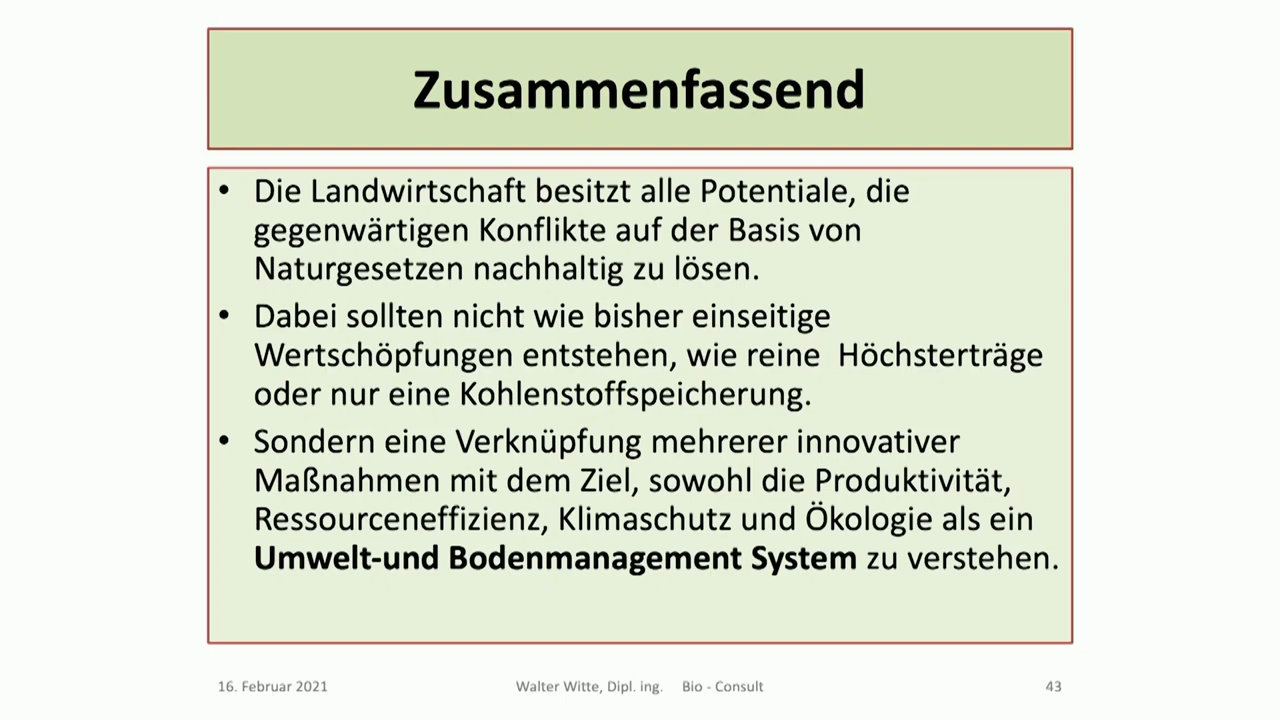 Zusammenfassend
• Die Landwirtschaft besitzt alle Potentiale, die
gegenwärtigen Konflikte auf der Basis von
Naturgesetzen nachhaltig zu lösen.
• Dabei sollten nicht wie bisher einseitige
Wertschöpfungen entstehen, wie reine  Höchsterträge
oder nur eine Kohlenstoffspeicherung.
• Sondern eine Verknüpfung mehrerer innovativer
Maßnahmen mit dem Ziel, sowohl die Produktivität,
Ressourceneffizienz, Klimaschutz und Ökologie als ein
Umwelt-und Bodenmanagement System zu verstehen.
16. Februar 2021 Walter Witte, Dipl. ing. Bio - Consult 43